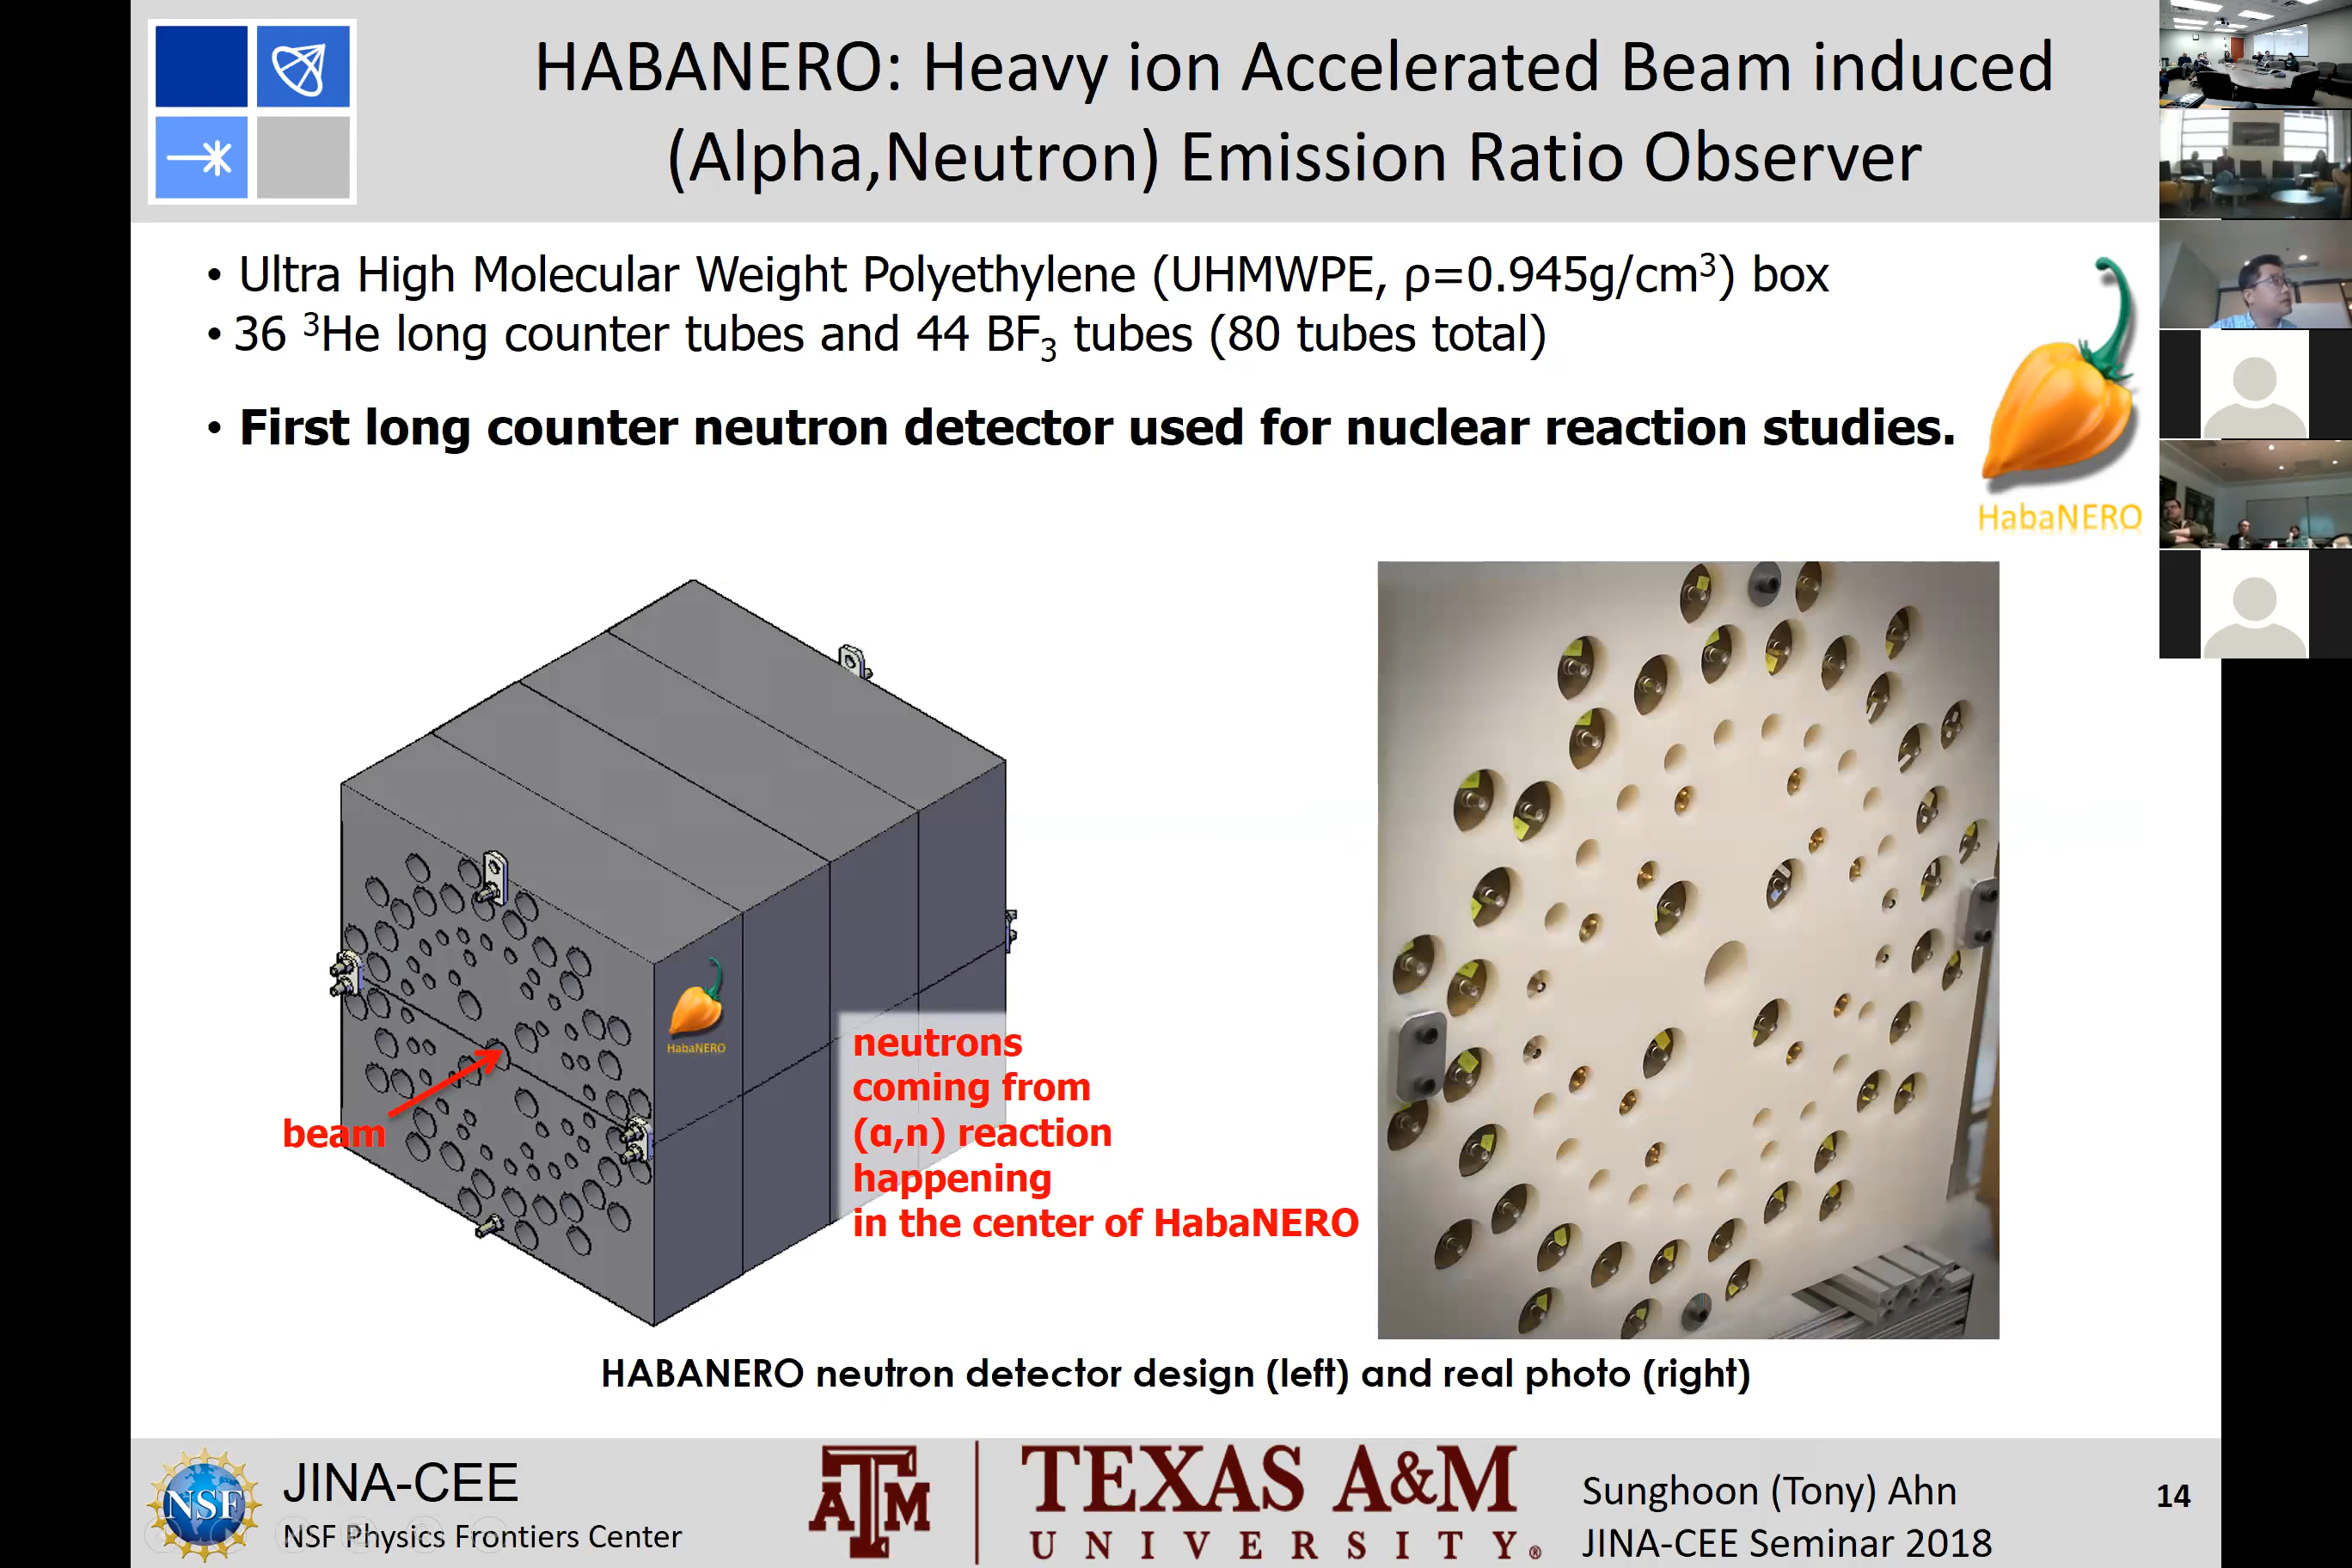 HABANERO: Heavy ion Accelerated Beam induced
(Alpha,Neutron) Emission Ratio Observer
• Ultra High Molecular Weight Polyethylene (UHMWPE, ρ=0.945g/cm³) box
• 36 ³He long counter tubes and 44 BF₃ tubes (80 tubes total)
• First long counter neutron detector used for nuclear reaction studies.
HabaNERO
HabaNERO
beam
neutrons
coming from
(α,n) reaction
happening
in the center of HabaNERO
HABANERO neutron detector design (left) and real photo (right)
NSF
JINA-CEE
NSF Physics Frontiers Center
ATM
TEXAS A&M
UNIVERSITY®
Sunghoon (Tony) Ahn
JINA-CEE Seminar 2018
14